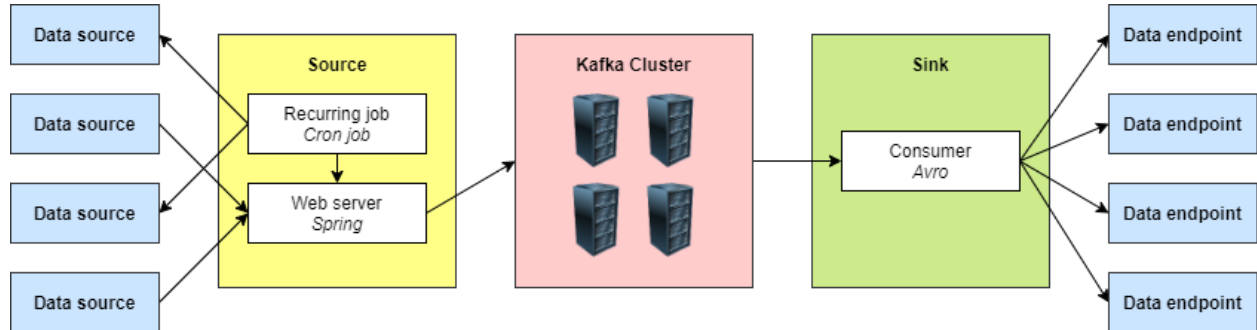 Data source
Data source
Data source
Data source
Source
Recurring job
Cron job
Web server
Spring
Kafka Cluster
Sink
Consumer
Avro
Data endpoint
Data endpoint
Data endpoint
Data endpoint